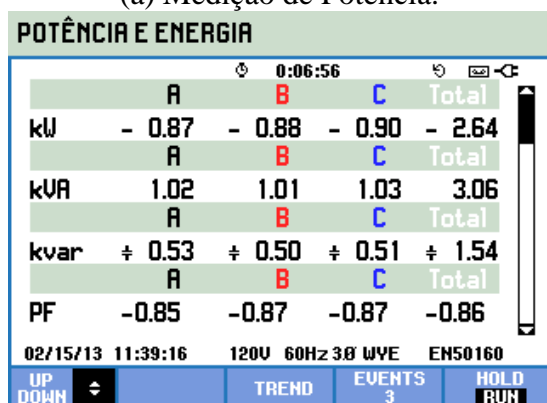 (a) Medição de Potência.
POTÊNCIA E ENERGIA
0:06:56
A B C Total
kW - 0.87 - 0.88 - 0.90 - 2.64
A B C Total
kVA 1.02 1.01 1.03 3.06
A B C Total
kvar ÷ 0.53 ÷ 0.50 ÷ 0.51 ÷ 1.54
A B C Total
PF -0.85 -0.87 -0.87 -0.86
02/15/13 11:39:16 120V 60Hz 3Ø WYE EN50160
UP DOWN TREND EVENTS 3 HOLD RUN